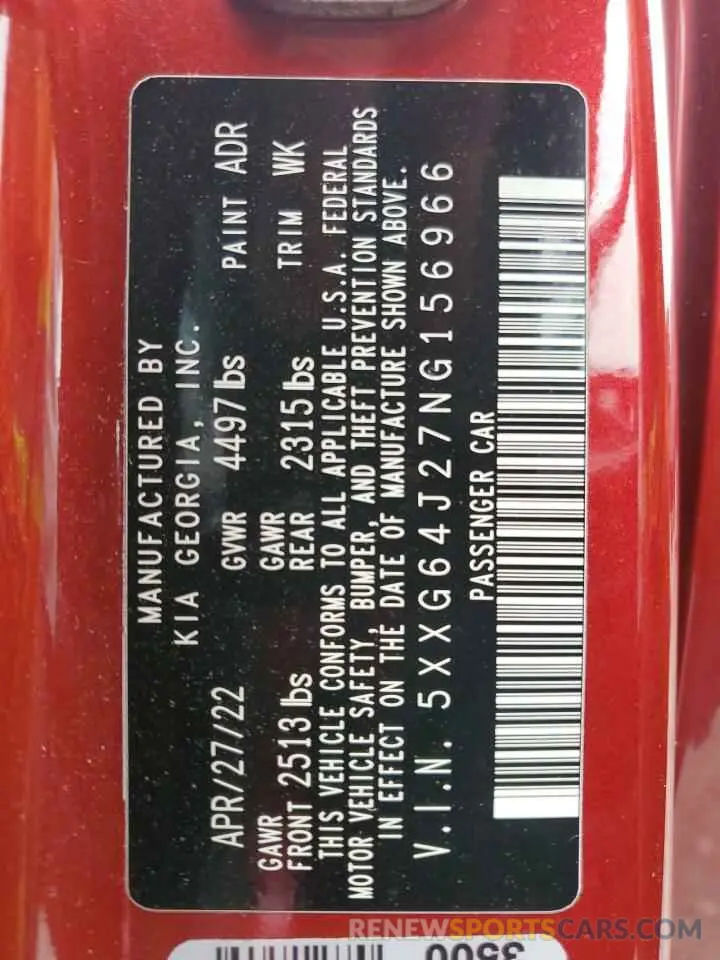 MANUFACTURED BY
KIA GEORGIA, INC.
APR/27/22 GVWR 4497 lbs PAINT ADR
GAWR GAWR
FRONT 2513 lbs REAR 2315 lbs TRIM WK
THIS VEHICLE CONFORMS TO ALL APPLICABLE U.S.A. FEDERAL
MOTOR VEHICLE SAFETY, BUMPER, AND THEFT PREVENTION STANDARDS
IN EFFECT ON THE DATE OF MANUFACTURE SHOWN ABOVE.
V.I.N. 5XXG64J27NG156966
PASSENGER CAR
3500
RENEWSPORTSCARS.COM